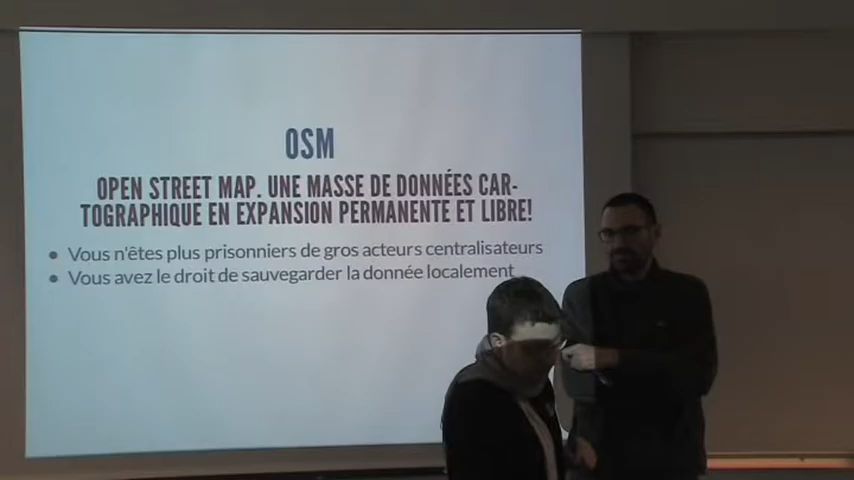 OSM
OPEN STREET MAP. UNE MASSE DE DONNÉES CAR-
TOGRAPHIQUE EN EXPANSION PERMANENTE ET LIBRE!
• Vous n'êtes plus prisonniers de gros acteurs centralisateurs
• Vous avez le droit de sauvegarder la donnée localement